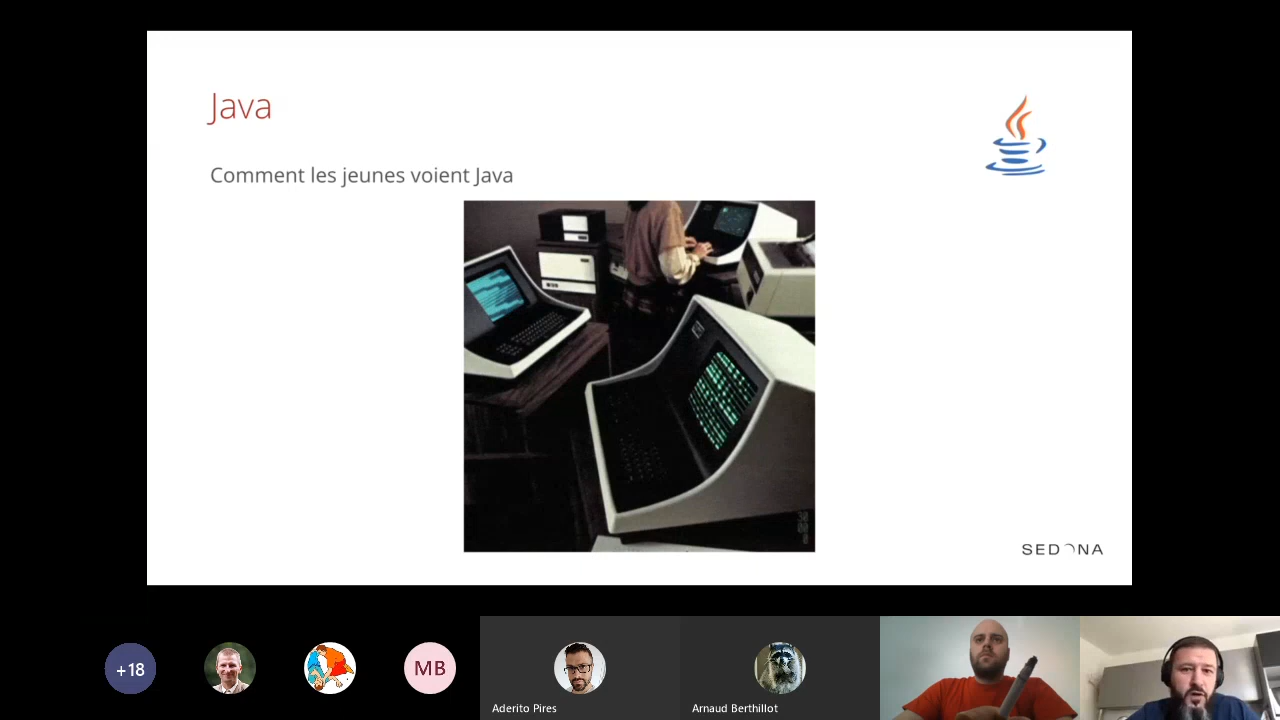 Java
Comment les jeunes voient Java
SEDONA
+18
MB
Aderito Pires
Arnaud Berthillot